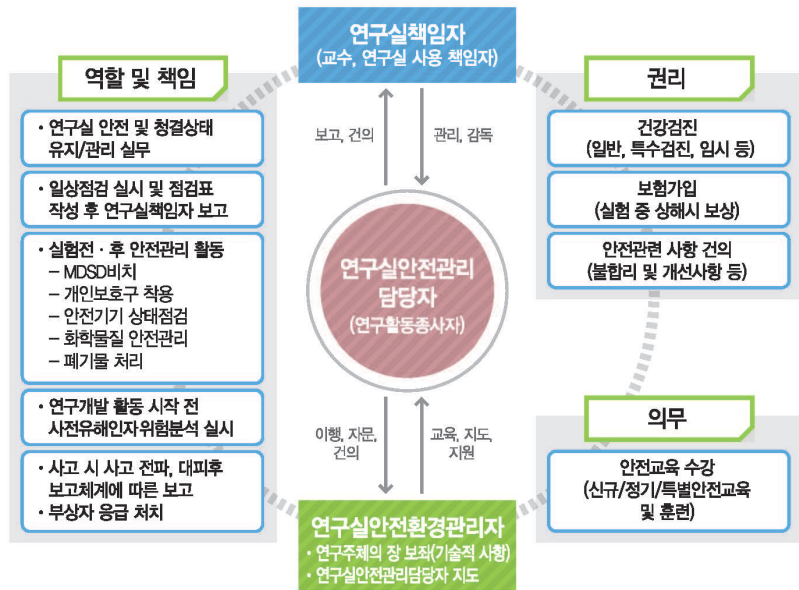 연구실책임자
(교수, 연구실 사용 책임자)
역할 및 책임
• 연구실 안전 및 청결상태
유지/관리 실무
• 일상점검 실시 및 점검표
작성 후 연구실책임자 보고
• 실험전 · 후 안전관리 활동
– MDSD비치
– 개인보호구 착용
– 안전기기 상태점검
– 화학물질 안전관리
– 폐기물 처리
• 연구개발 활동 시작 전
사전유해인자위험분석 실시
• 사고 시 사고 전파, 대피후
보고체계에 따른 보고
• 부상자 응급 처치
보고, 건의
관리, 감독
연구실안전관리
담당자
(연구활동종사자)
이행, 자문,
건의
교육, 지도,
지원
연구실안전환경관리자
• 연구주체의 장 보좌(기술적 사항)
• 연구실안전관리담당자 지도
권리
건강검진
(일반, 특수검진, 임시 등)
보험가입
(실험 중 상해시 보상)
안전관련 사항 건의
(불합리 및 개선사항 등)
의무
안전교육 수강
(신규/정기/특별안전교육
및 훈련)